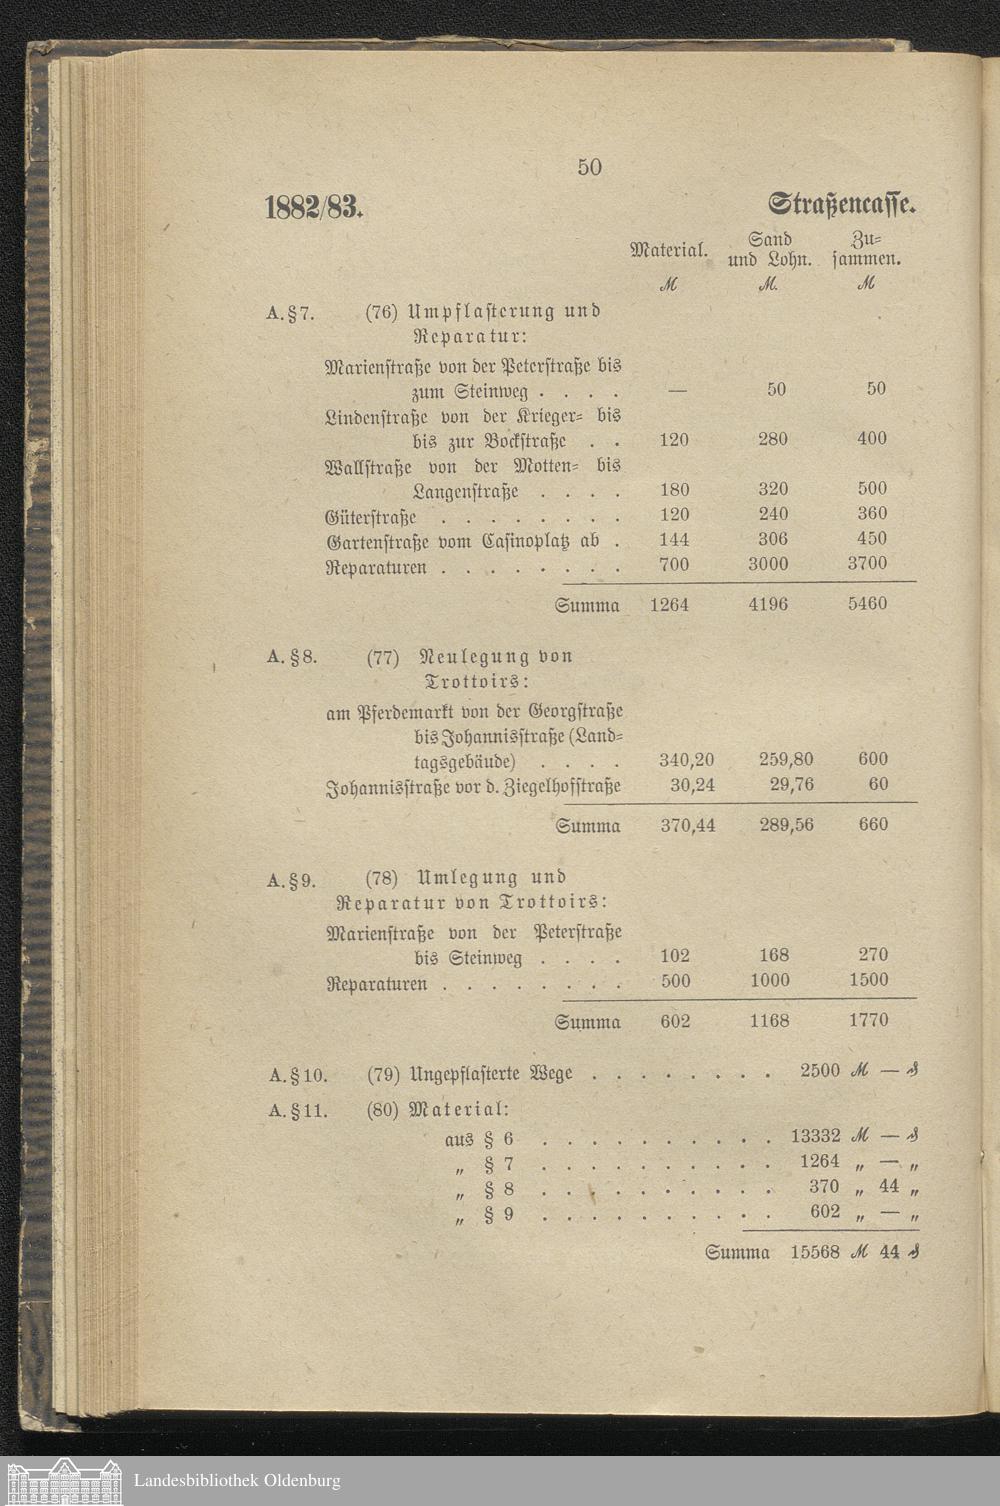 50
1882/83. Straßencasse.
Material. Sand und Lohn. Zu= sammen.
ℳ ℳ. ℳ
A. § 7. (76) Umpflasterung und
Reparatur:
Marienstraße von der Peterstraße bis
zum Steinweg . . . . — 50 50
Lindenstraße von der Krieger= bis
bis zur Bockstraße . . 120 280 400
Wallstraße von der Motten= bis
Langenstraße . . . . 180 320 500
Güterstraße . . . . . . . . 120 240 360
Gartenstraße vom Casinoplatz ab . 144 306 450
Reparaturen . . . . . . . . 700 3000 3700
Summa 1264 4196 5460
A. § 8. (77) Neulegung von
Trottoirs:
am Pferdemarkt von der Georgstraße
bis Johannisstraße (Land=
tagsgebäude) . . . . 340,20 259,80 600
Johannisstraße vor d. Ziegelhofstraße 30,24 29,76 60
Summa 370,44 289,56 660
A. § 9. (78) Umlegung und
Reparatur von Trottoirs:
Marienstraße von der Peterstraße
bis Steinweg . . . . 102 168 270
Reparaturen . . . . . . . . 500 1000 1500
Summa 602 1168 1770
A. § 10. (79) Ungepflasterte Wege . . . . . . . . 2500 ℳ — ₰
A. § 11. (80) Material:
aus § 6 . . . . . . . . . . 13332 ℳ — ₰
„ § 7 . . . . . . . . . . 1264 „ — „
„ § 8 . . . . . . . . . . 370 „ 44 „
„ § 9 . . . . . . . . . . 602 „ — „
Summa 15568 ℳ 44 ₰
Landesbibliothek Oldenburg